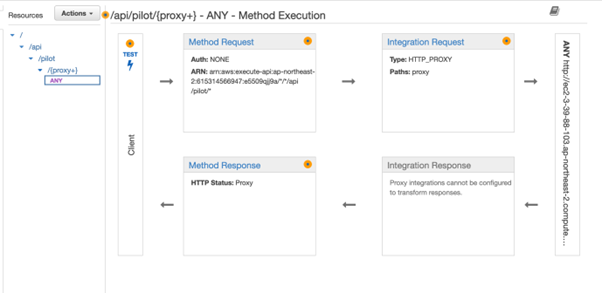 Resources
Actions
/api/pilot/{proxy+} - ANY - Method Execution
/
/api
/pilot
/{proxy+}
ANY
TEST
Client
Method Request
Auth: NONE
ARN: arn:aws:execute-api:ap-northeast-
2:615314566947:e5509qjj9a/*/*/api
/pilot/*
Integration Request
Type: HTTP_PROXY
Paths: proxy
ANY http://ec2-3-39-88-103.ap-northeast-2.compute....
Method Response
HTTP Status: Proxy
Integration Response
Proxy integrations cannot be configured
to transform responses.